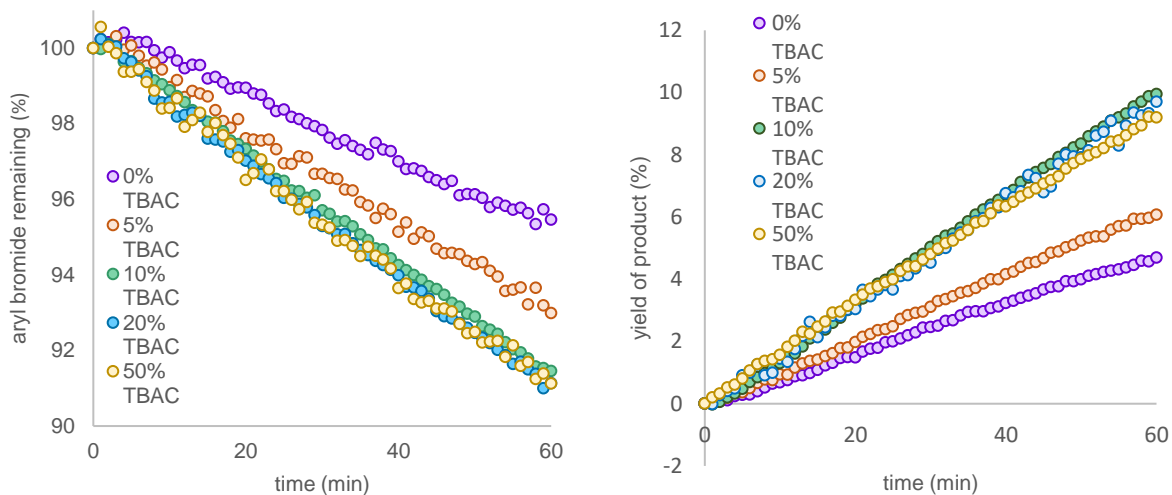 aryl bromide remaining (%)
100
98
96
94
92
90
0% TBAC
5% TBAC
10% TBAC
20% TBAC
50% TBAC
0
20
40
60
time (min)
yield of product (%)
12
10
8
6
4
2
0
-2
0% TBAC
5% TBAC
10% TBAC
20% TBAC
50% TBAC
0
20
40
60
time (min)